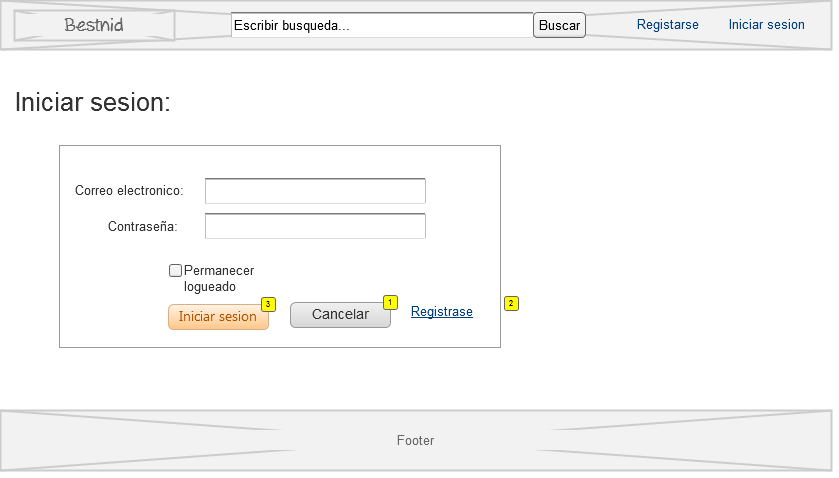 Bestnid
Escribir busqueda...
Buscar
Registarse
Iniciar sesion
Iniciar sesion:
Correo electronico:
Contraseña:
Permanecer
logueado
Iniciar sesion
3
Cancelar
1
Registrase
2
Footer